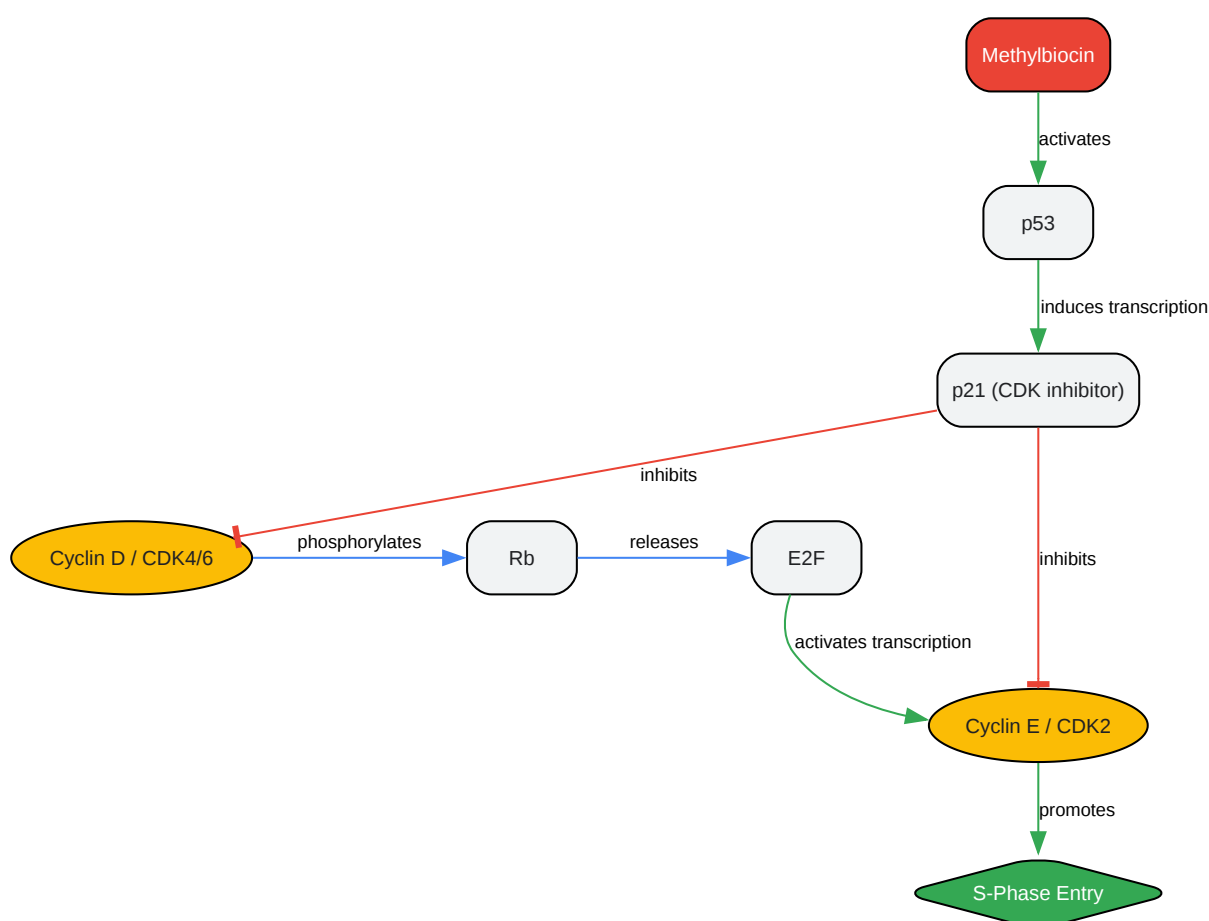 Methylbiocin
activates
p53
induces transcription
p21 (CDK inhibitor)
inhibits
Cyclin D / CDK4/6
phosphorylates
Rb
releases
E2F
inhibits
activates transcription
Cyclin E / CDK2
promotes
S-Phase Entry